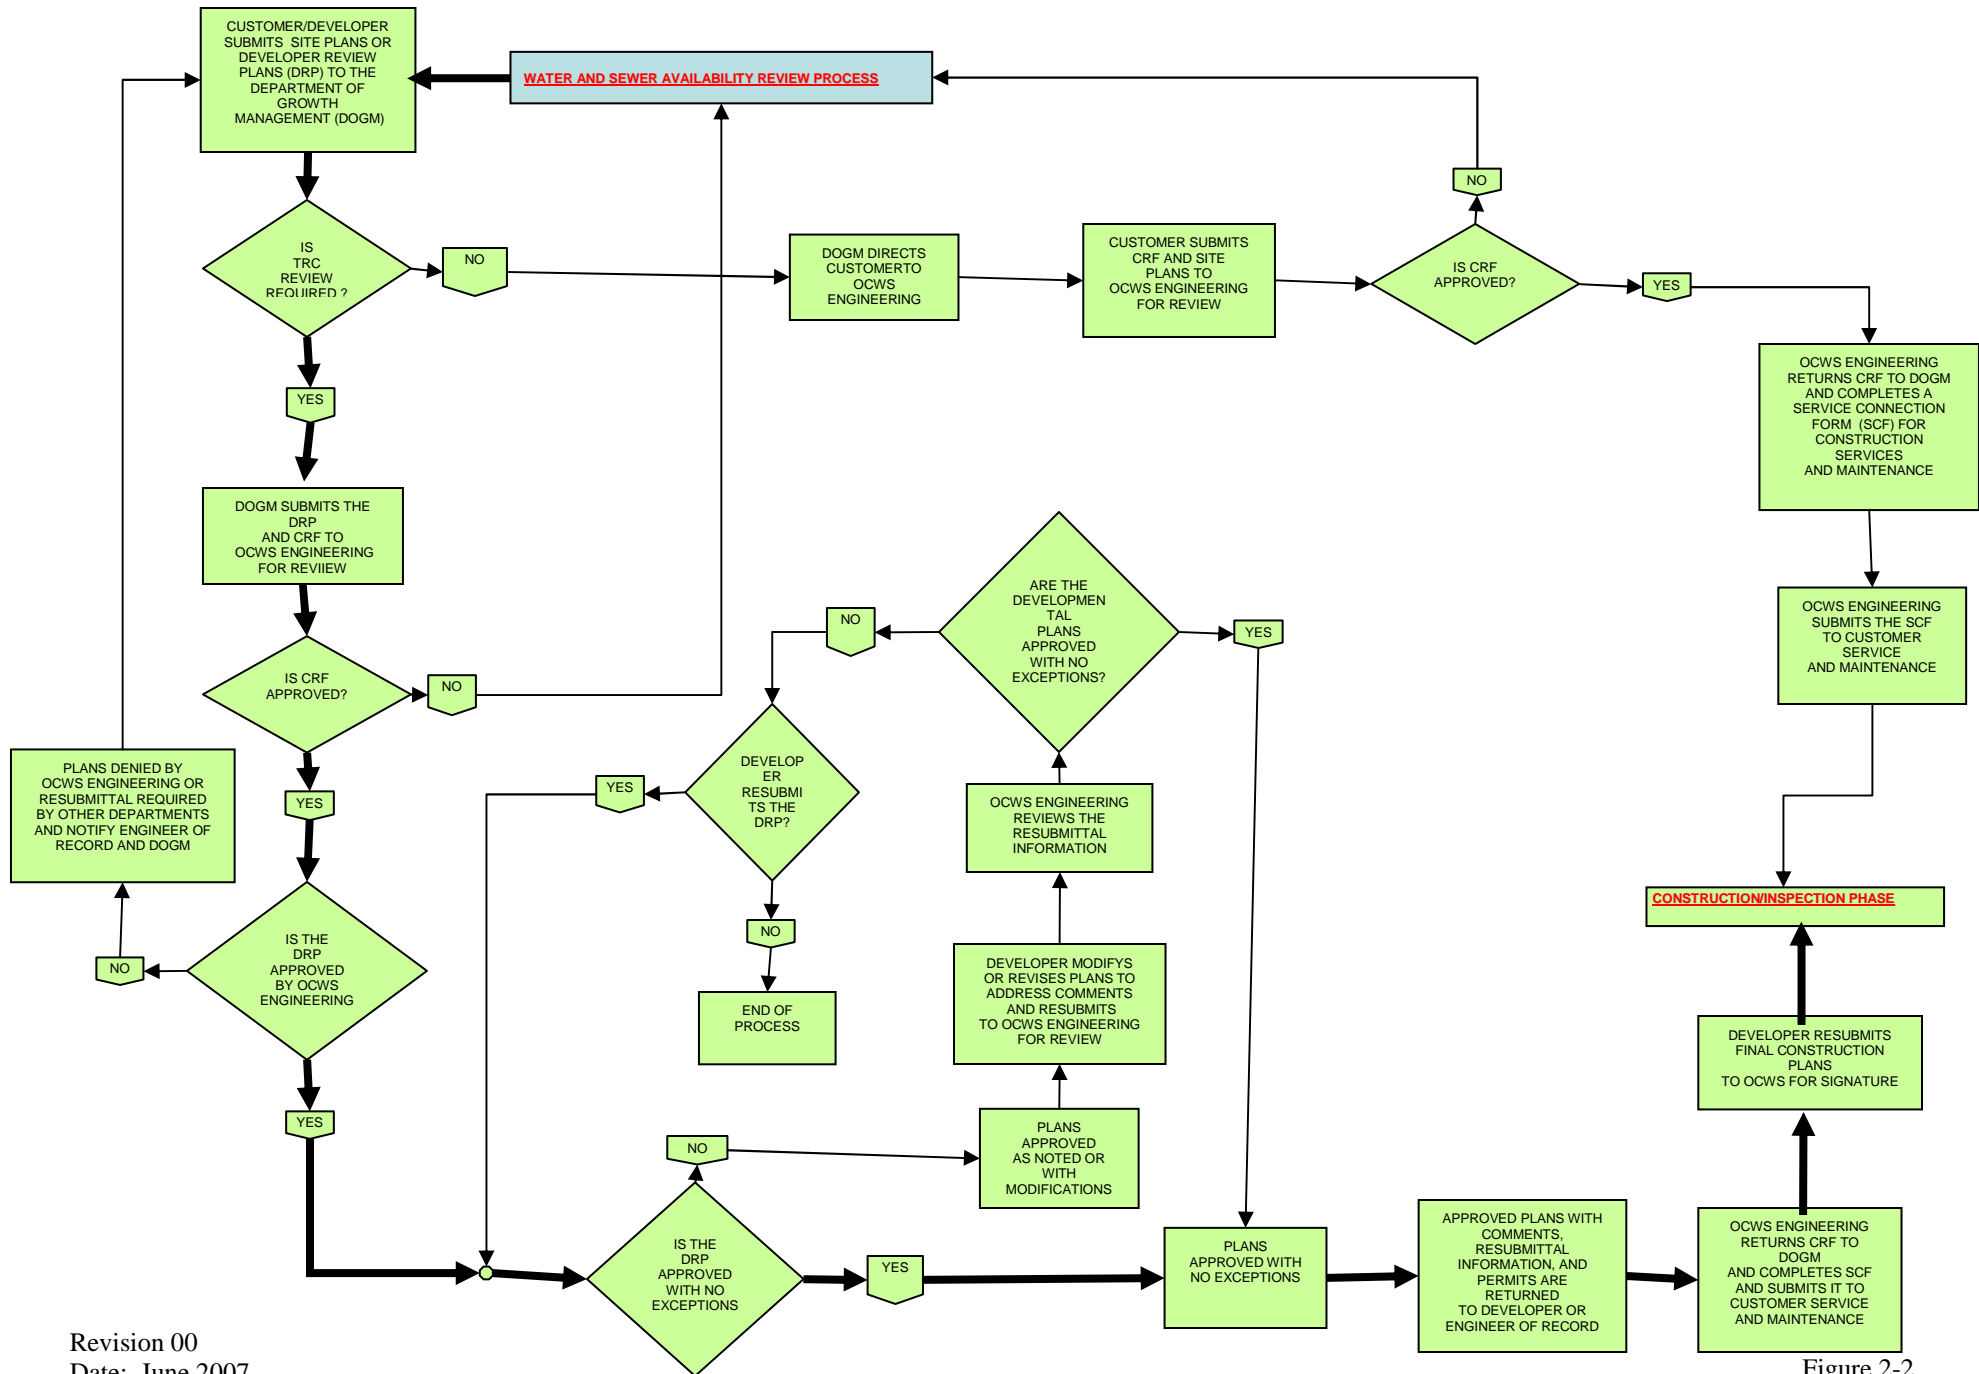 CUSTOMER/DEVELOPER
SUBMITS SITE PLANS OR
DEVELOPER REVIEW
PLANS (DRP) TO THE
DEPARTMENT OF
GROWTH
MANAGEMENT (DOGM)
WATER AND SEWER AVAILABILITY REVIEW PROCESS
NO
IS
TRC
REVIEW
REQUIRED ?
NO
DOGM DIRECTS
CUSTOMERTO
OCWS
ENGINEERING
CUSTOMER SUBMITS
CRF AND SITE
PLANS TO
OCWS ENGINEERING
FOR REVIEW
IS CRF
APPROVED?
YES
OCWS ENGINEERING
RETURNS CRF TO DOGM
AND COMPLETES A
SERVICE CONNECTION
FORM (SCF) FOR
CONSTRUCTION
SERVICES
AND MAINTENANCE
YES
DOGM SUBMITS THE
DRP
AND CRF TO
OCWS ENGINEERING
FOR REVIIEW
ARE THE
DEVELOPMEN
TAL
PLANS
APPROVED
WITH NO
EXCEPTIONS?
NO
YES
OCWS ENGINEERING
SUBMITS THE SCF
TO CUSTOMER
SERVICE
AND MAINTENANCE
IS CRF
APPROVED?
NO
PLANS DENIED BY
OCWS ENGINEERING OR
RESUBMITTAL REQUIRED
BY OTHER DEPARTMENTS
AND NOTIFY ENGINEER OF
RECORD AND DOGM
YES
YES
DEVELOP
ER
RESUBMI
TS THE
DRP?
OCWS ENGINEERING
REVIEWS THE
RESUBMITTAL
INFORMATION
CONSTRUCTION/INSPECTION PHASE
NO
IS THE
DRP
APPROVED
BY OCWS
ENGINEERING
NO
DEVELOPER MODIFYS
OR REVISES PLANS TO
ADDRESS COMMENTS
AND RESUBMITS
TO OCWS ENGINEERING
FOR REVIEW
END OF
PROCESS
DEVELOPER RESUBMITS
FINAL CONSTRUCTION
PLANS
TO OCWS FOR SIGNATURE
YES
NO
PLANS
APPROVED
AS NOTED OR
WITH
MODIFICATIONS
IS THE
DRP
APPROVED
WITH NO
EXCEPTIONS
YES
PLANS
APPROVED WITH
NO EXCEPTIONS
APPROVED PLANS WITH
COMMENTS,
RESUBMITTAL
INFORMATION, AND
PERMITS ARE
RETURNED
TO DEVELOPER OR
ENGINEER OF RECORD
OCWS ENGINEERING
RETURNS CRF TO
DOGM
AND COMPLETES SCF
AND SUBMITS IT TO
CUSTOMER SERVICE
AND MAINTENANCE
Revision 00
Date: June 2007
Figure 2-2